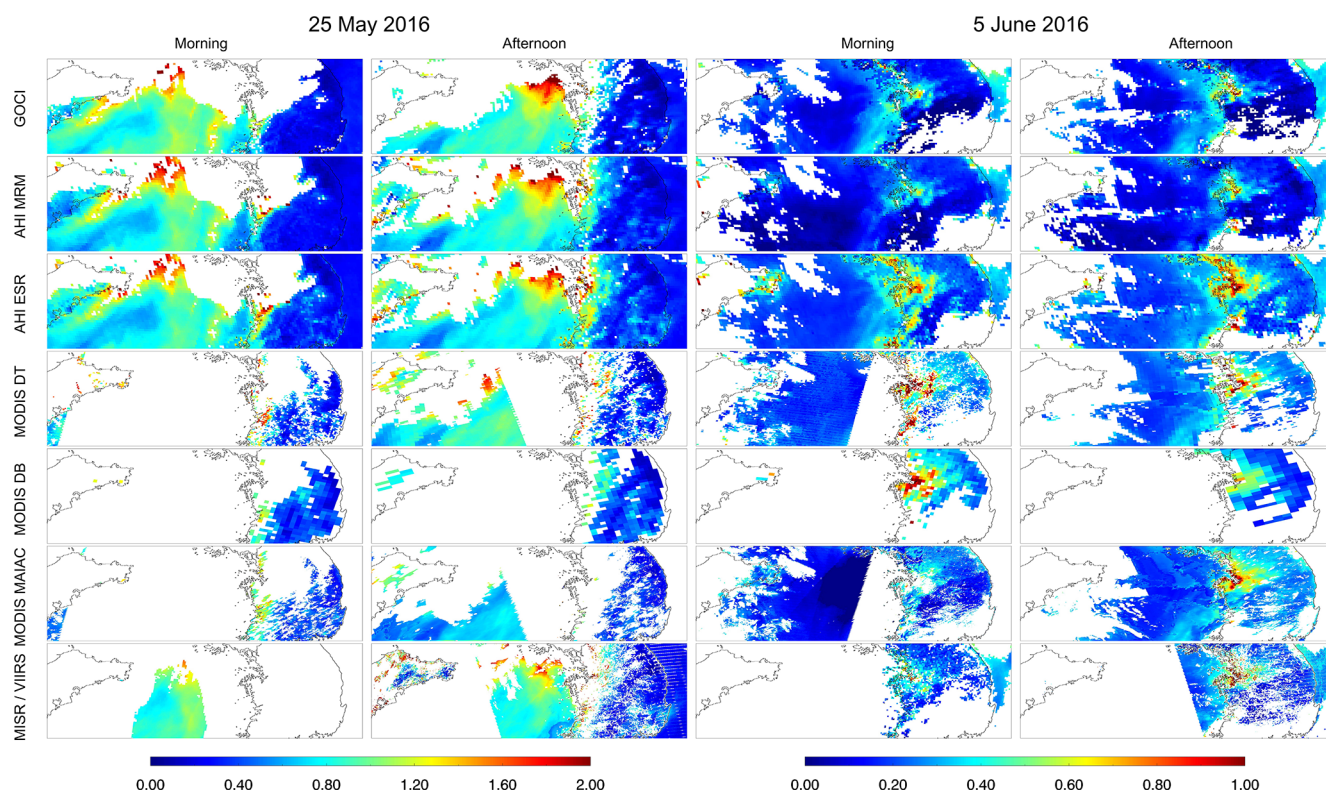 25 May 2016 5 June 2016
Morning Afternoon Morning Afternoon
GOCI
AHI MRM
AHI ESR
MODIS DT
MODIS DB
MODIS MAIAC
MISR / VIIRS
0.00 0.40 0.80 1.20 1.60 2.00 0.00 0.20 0.40 0.60 0.80 1.00